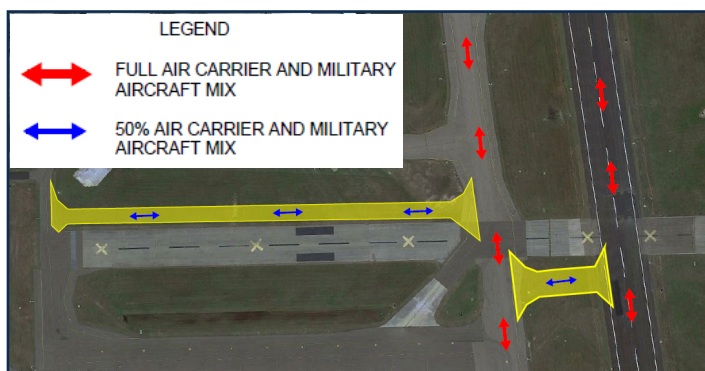 LEGEND
FULL AIR CARRIER AND MILITARY
AIRCRAFT MIX
50% AIR CARRIER AND MILITARY
AIRCRAFT MIX